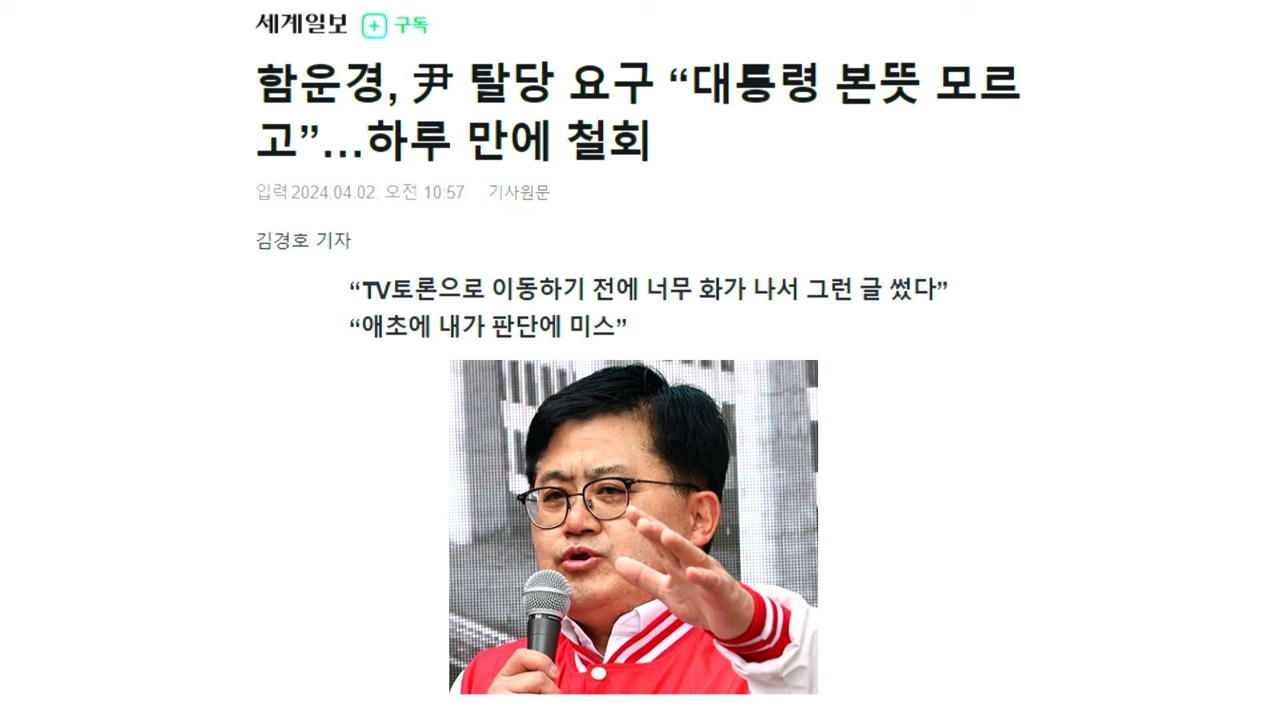 세계일보 구독
함운경, 尹 탈당 요구 “대통령 본뜻 모르
고”…하루 만에 철회
입력 2024.04.02. 오전 10:57 기사원문
김경호 기자
“TV토론으로 이동하기 전에 너무 화가 나서 그런 글 썼다”
“애초에 내가 판단에 미스”